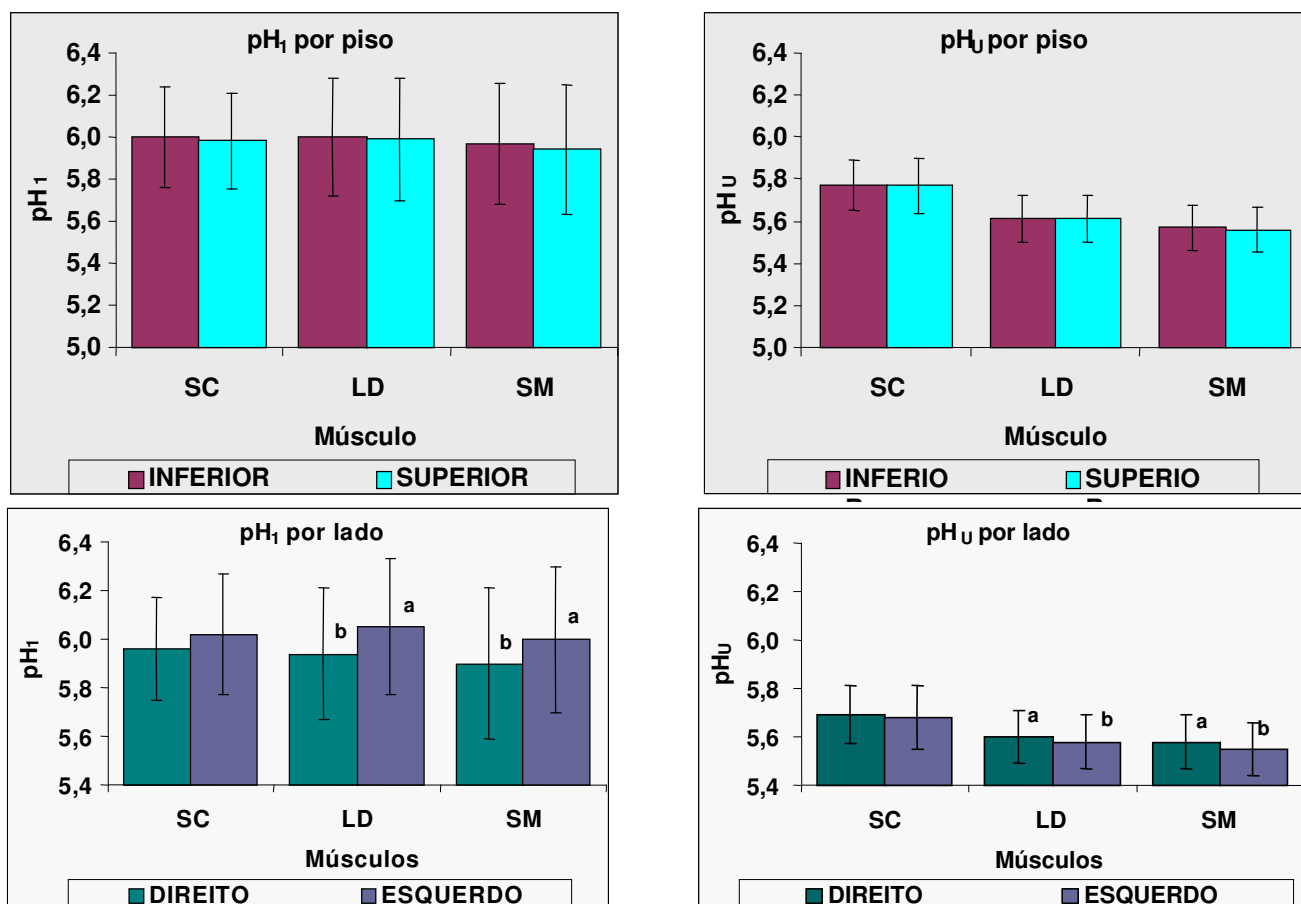 pH1 por piso
6,4
6,2
6,0
5,8
5,6
5,4
5,2
5,0
pH 1
SC LD SM
Músculo
INFERIOR SUPERIOR
pHU por piso
6,4
6,2
6,0
5,8
5,6
5,4
5,2
5,0
pH U
SC LD SM
Músculo
INFERIO SUPERIO
pH1 por lado
6,4
6,2
6,0
5,8
5,6
5,4
pH1
b a b a
SC LD SM
Músculos
DIREITO ESQUERDO
pH U por lado
6,4
6,2
6,0
5,8
5,6
5,4
pHU
a b a b
SC LD SM
Músculos
DIREITO ESQUERDO